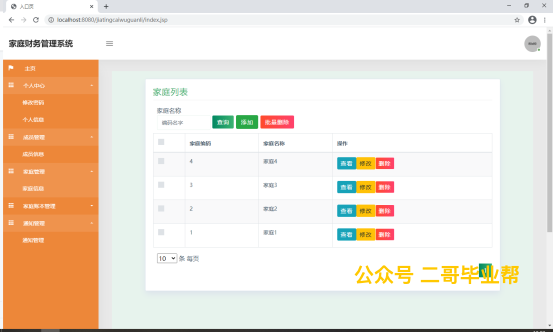 入口页
localhost:8080/jiatingcaiwuguanli/index.jsp
家庭财务管理系统
主页
个人中心
修改密码
个人信息
成员管理
成员信息
家庭管理
家庭信息
家庭账本管理
通知管理
通知管理
家庭列表
家庭名称
查询 添加 批量删除
家庭编码 家庭名称 操作
4 家庭4 查看 修改 删除
3 家庭3 查看 修改 删除
2 家庭2 查看 修改 删除
1 家庭1 查看 修改 删除
10 条 每页
公众号 二哥毕业帮